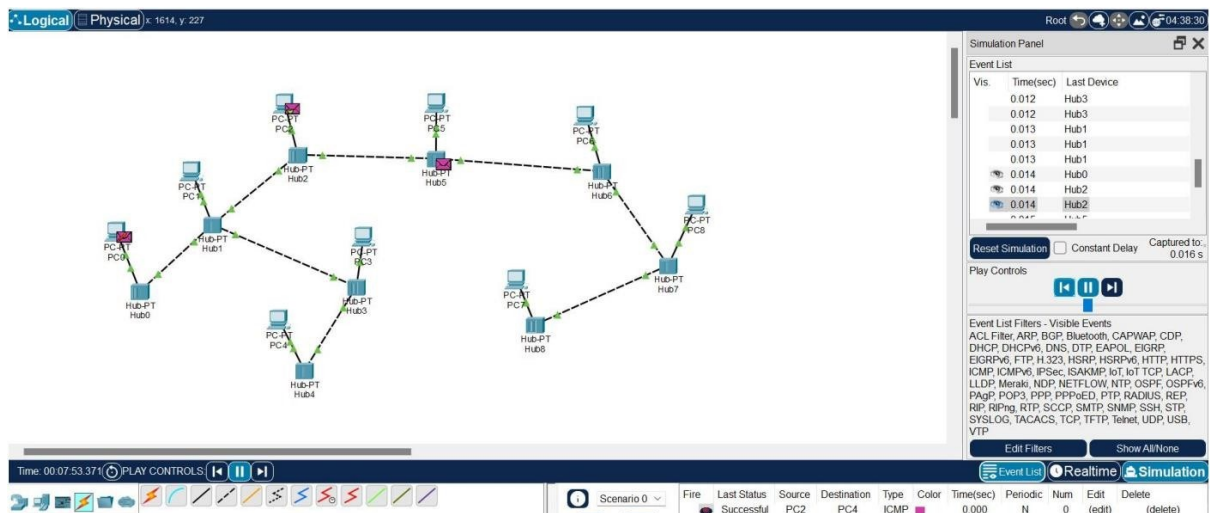 Logical Physical x: 1614, y: 227 Root 04:38:30
Simulation Panel
Event List
Vis. Time(sec) Last Device
0.012 Hub3
0.012 Hub3
0.013 Hub1
0.013 Hub1
0.013 Hub1
0.014 Hub0
0.014 Hub2
0.014 Hub2
Reset Simulation Constant Delay Captured to:
0.016 s
Play Controls
Event List Filters - Visible Events
ACL Filter, ARP, BGP, Bluetooth, CAPWAP, CDP,
DHCP, DHCPv6, DNS, DTP, EAPOL, EIGRP,
EIGRPv6, FTP, H.323, HSRP, HSRPv6, HTTP, HTTPS,
ICMP, ICMPv6, IPSec, ISAKMP, IoT, IoT TCP, LACP,
LLDP, Meraki, NDP, NETFLOW, NTP, OSPF, OSPFv6,
PAgP, POP3, PPP, PPPoED, PTP, RADIUS, REP,
RIP, RIPng, RTP, SCCP, SMTP, SNMP, SSH, STP,
SYSLOG, TACACS, TCP, TFTP, Telnet, UDP, USB,
VTP
Edit Filters Show All/None
PC-PT
PC2
PC-PT
PC5
PC-PT
PC6
Hub-PT
Hub2
Hub-PT
Hub5
Hub-PT
Hub6
PC-PT
PC1
PC-PT
PC8
PC-PT
PC0
Hub-PT
Hub1
PC-PT
PC3
Hub-PT
Hub7
Hub-PT
Hub0
Hub-PT
Hub3
PC-PT
PC7
PC-PT
PC4
Hub-PT
Hub8
Hub-PT
Hub4
Time: 00:07:53.371 PLAY CONTROLS: Event List Realtime Simulation
Scenario 0 Fire Last Status Source Destination Type Color Time(sec) Periodic Num Edit Delete
Successful PC2 PC4 ICMP 0.000 N 0 (edit) (delete)